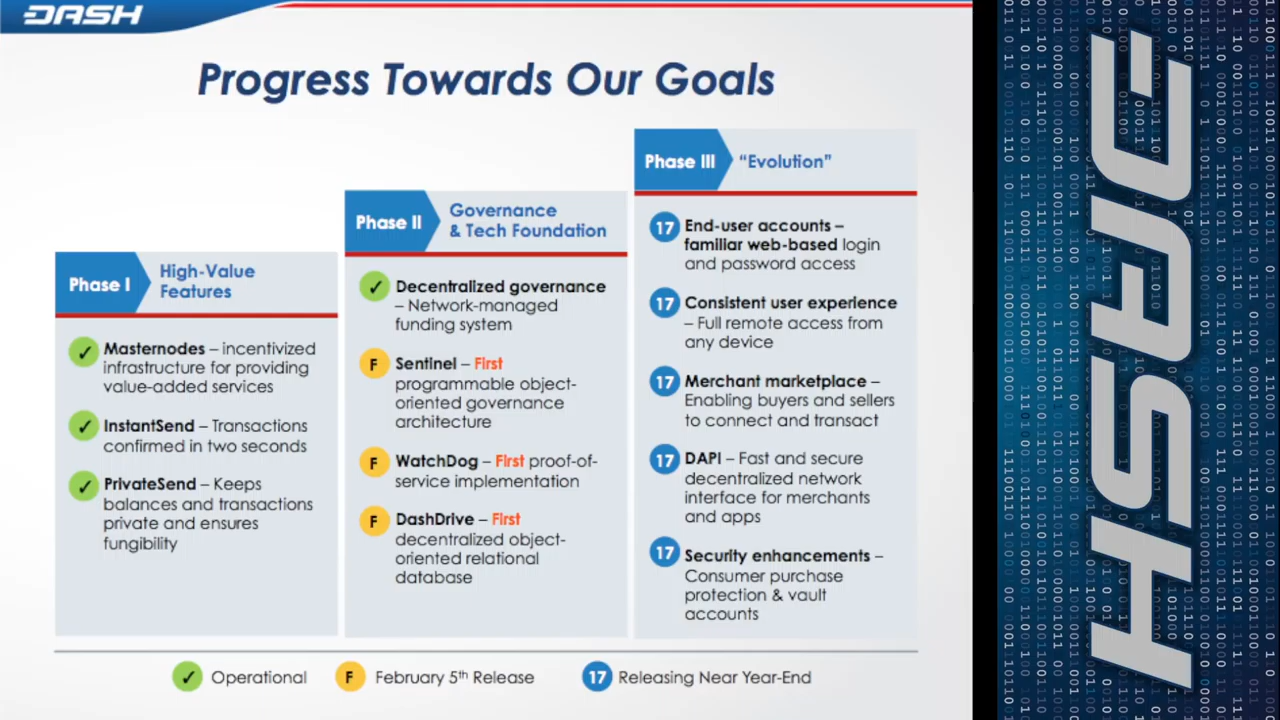 DASH
Progress Towards Our Goals
Phase I
High-Value
Features
✓ Masternodes – incentivized
infrastructure for providing
value-added services
✓ InstantSend – Transactions
confirmed in two seconds
✓ PrivateSend – Keeps
balances and transactions
private and ensures
fungibility
Phase II
Governance
& Tech Foundation
✓ Decentralized governance
– Network-managed
funding system
F Sentinel – First
programmable object-
oriented governance
architecture
F WatchDog – First proof-of-
service implementation
F DashDrive – First
decentralized object-
oriented relational
database
Phase III
“Evolution”
17 End-user accounts –
familiar web-based login
and password access
17 Consistent user experience
– Full remote access from
any device
17 Merchant marketplace –
Enabling buyers and sellers
to connect and transact
17 DAPI – Fast and secure
decentralized network
interface for merchants
and apps
17 Security enhancements –
Consumer purchase
protection & vault
accounts
✓ Operational
F February 5th Release
17 Releasing Near Year-End
DASH